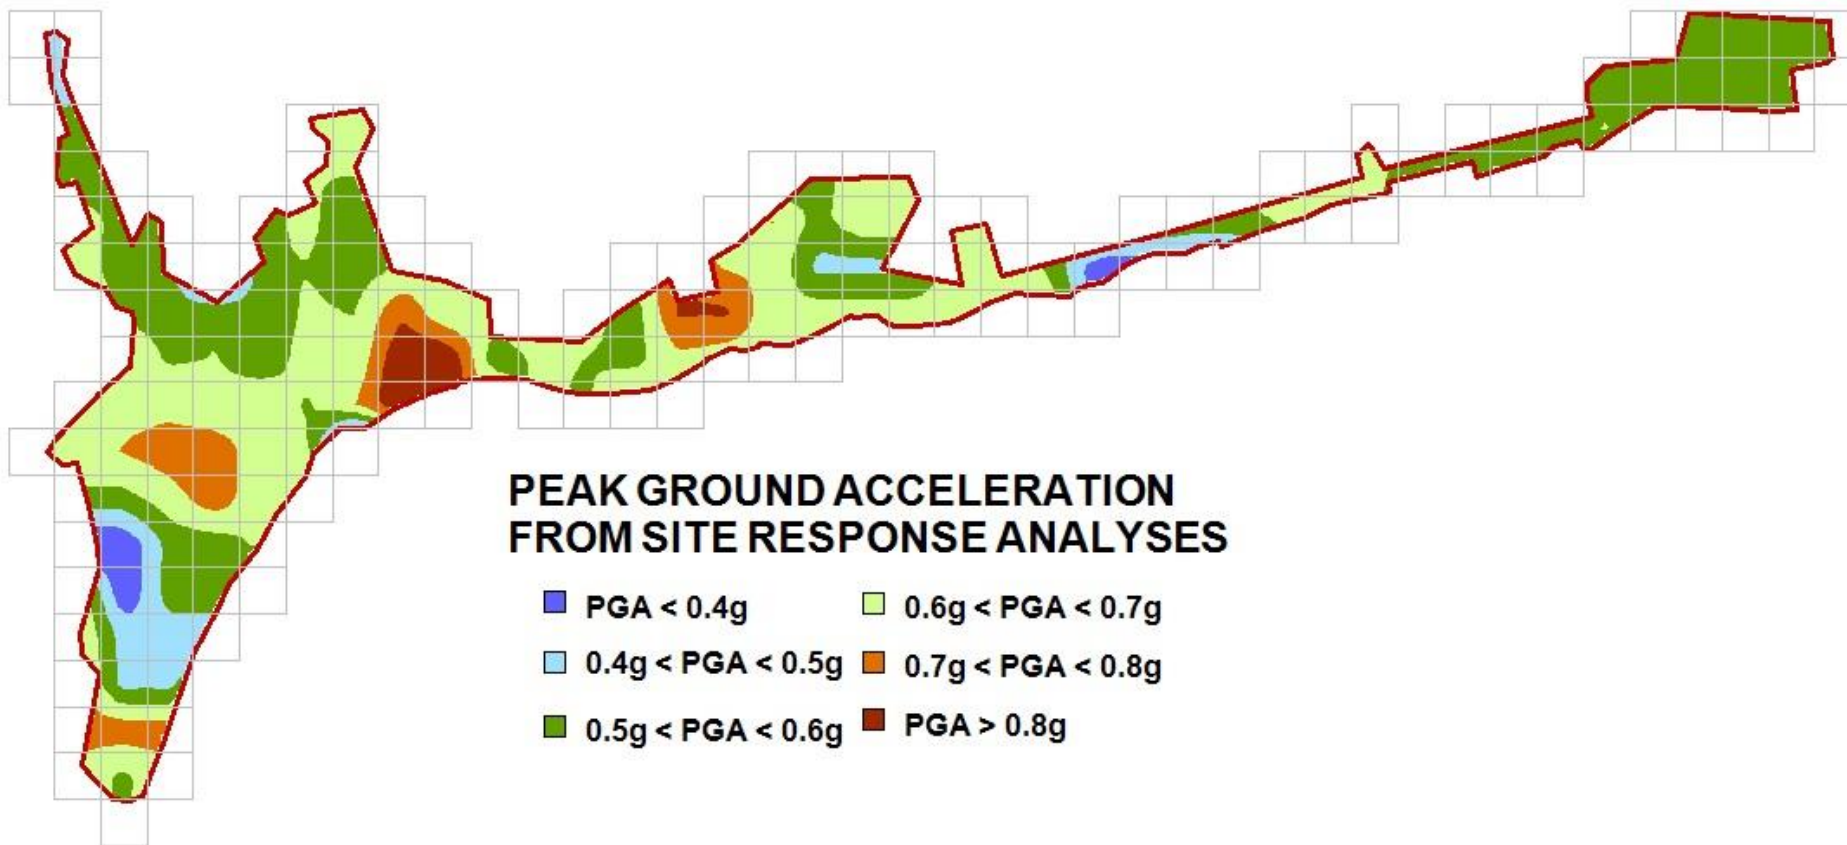 PEAK GROUND ACCELERATION
FROM SITE RESPONSE ANALYSES
PGA < 0.4g
0.6g < PGA < 0.7g
0.4g < PGA < 0.5g
0.7g < PGA < 0.8g
0.5g < PGA < 0.6g
PGA > 0.8g